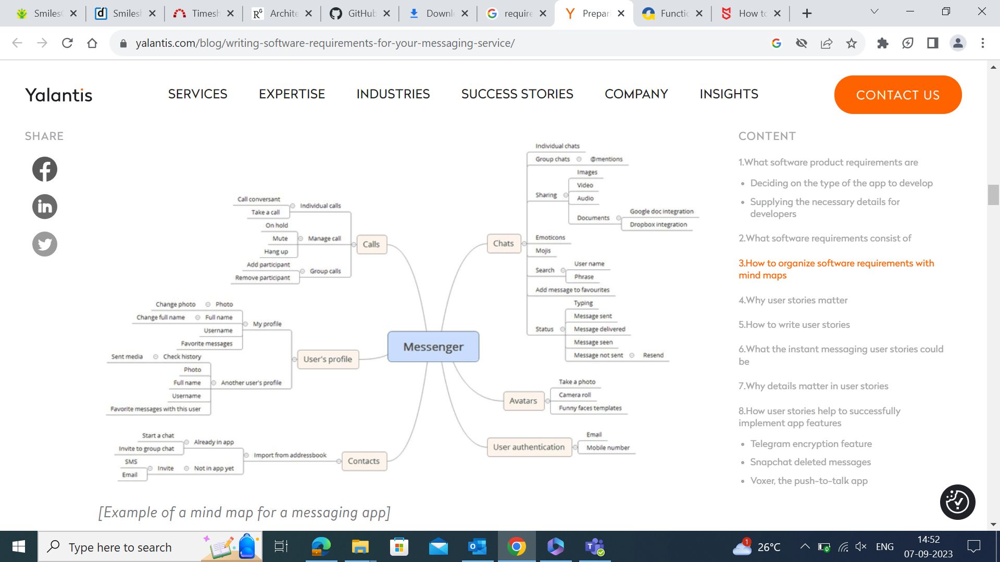 SmilesC
Smilesh
Timesh
Archite
GitHub
Downl
require
Prepari
Functio
How to
yalantis.com/blog/writing-software-requirements-for-your-messaging-service/
Yalantis
SERVICES
EXPERTISE
INDUSTRIES
SUCCESS STORIES
COMPANY
INSIGHTS
CONTACT US
SHARE
Call conversant
Take a call
Individual calls
On hold
Mute
Hang up
Manage call
Add participant
Remove participant
Group calls
Calls
Change photo
Photo
Change full name
Full name
Username
Favorite messages
My profile
Sent media
Check history
Photo
Full name
Username
Favorite messages with this user
Another user's profile
User's profile
Start a chat
Invite to group chat
Already in app
SMS
Email
Invite
Not in app yet
Import from addressbook
Contacts
Messenger
Chats
Individual chats
Group chats
@mentions
Sharing
Images
Video
Audio
Documents
Google doc integration
Dropbox integration
Emoticons
Mojis
Search
User name
Phrase
Add message to favourites
Status
Typing
Message sent
Message delivered
Message seen
Message not sent
Resend
Avatars
Take a photo
Camera roll
Funny faces templates
User authentication
Email
Mobile number
[Example of a mind map for a messaging app]
CONTENT
1.What software product requirements are
Deciding on the type of the app to develop
Supplying the necessary details for
developers
2.What software requirements consist of
3.How to organize software requirements with
mind maps
4.Why user stories matter
5.How to write user stories
6.What the instant messaging user stories could
be
7.Why details matter in user stories
8.How user stories help to successfully
implement app features
Telegram encryption feature
Snapchat deleted messages
Voxer, the push-to-talk app
Type here to search
1
26°C
ENG
14:52
07-09-2023